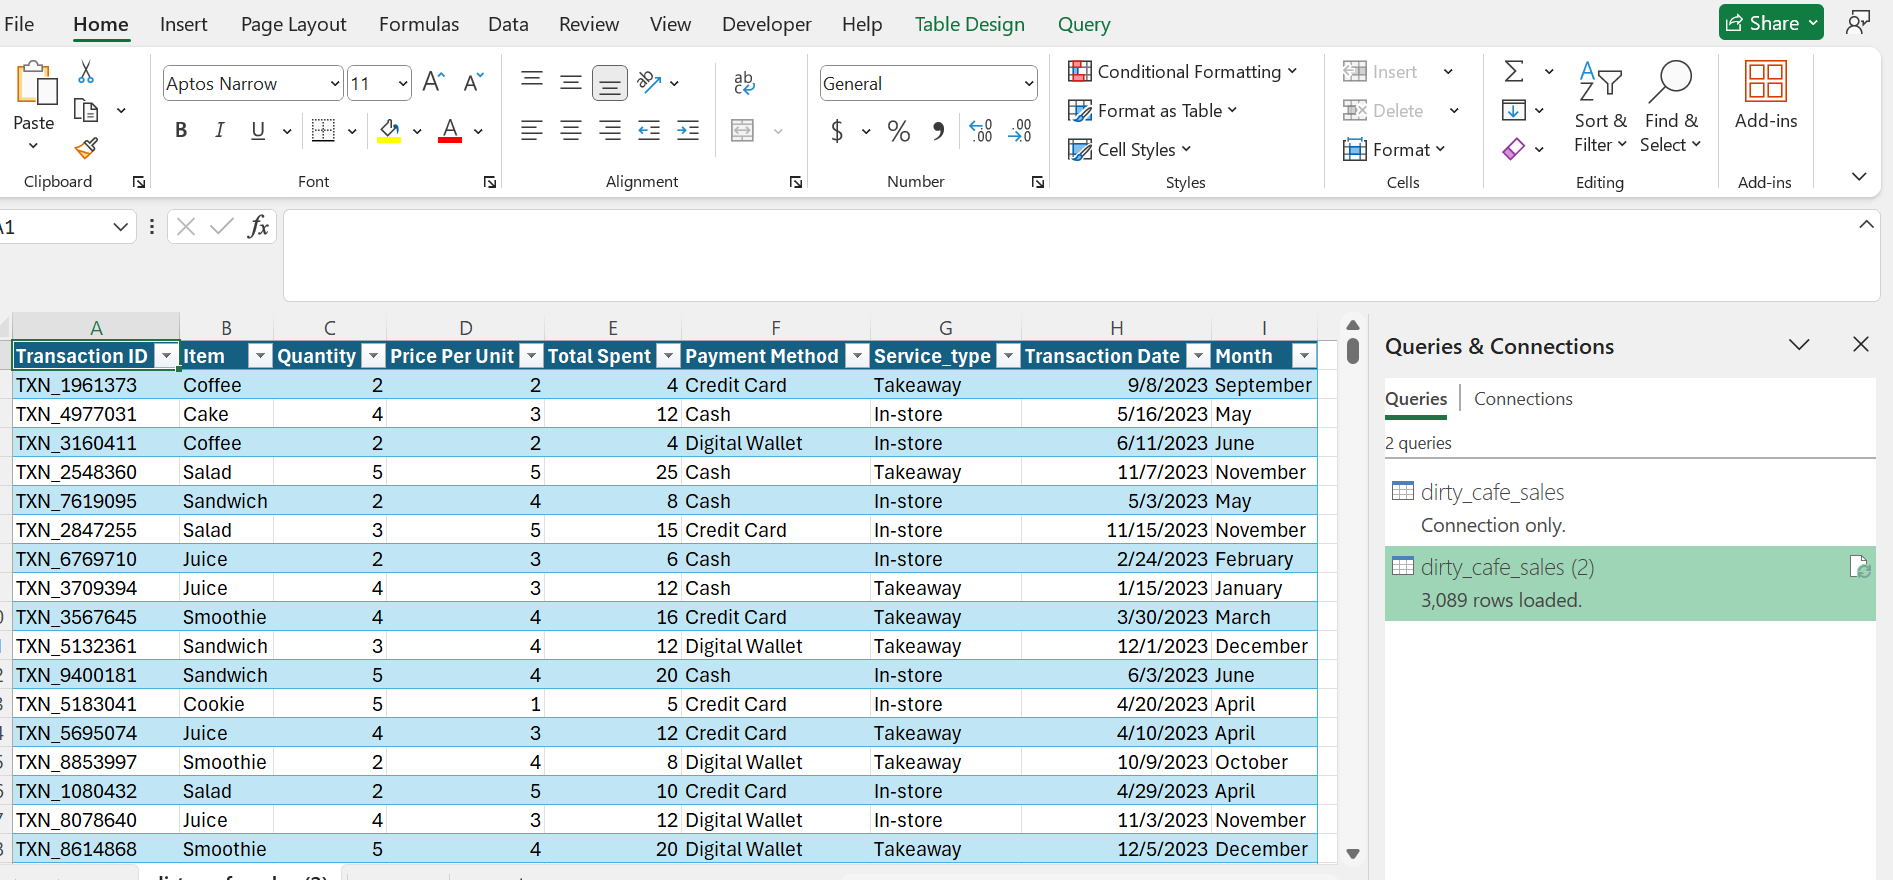 File Home Insert Page Layout Formulas Data Review View Developer Help Table Design Query Share
Paste
Clipboard
Aptos Narrow 11 A A
B I U A
Font
ab
Alignment
General
$ % 9 .00 .00
Number
Conditional Formatting
Format as Table
Cell Styles
Styles
Insert
Delete
Format
Cells
Sort & Filter
Find & Select
Editing
Add-ins
Add-ins
A1 fx
A B C D E F G H I
Transaction ID Item Quantity Price Per Unit Total Spent Payment Method Service_type Transaction Date Month
TXN_1961373 Coffee 2 2 4 Credit Card Takeaway 9/8/2023 September
TXN_4977031 Cake 4 3 12 Cash In-store 5/16/2023 May
TXN_3160411 Coffee 2 2 4 Digital Wallet In-store 6/11/2023 June
TXN_2548360 Salad 5 5 25 Cash Takeaway 11/7/2023 November
TXN_7619095 Sandwich 2 4 8 Cash In-store 5/3/2023 May
TXN_2847255 Salad 3 5 15 Credit Card In-store 11/15/2023 November
TXN_6769710 Juice 2 3 6 Cash In-store 2/24/2023 February
TXN_3709394 Juice 4 3 12 Cash Takeaway 1/15/2023 January
TXN_3567645 Smoothie 4 4 16 Credit Card Takeaway 3/30/2023 March
TXN_5132361 Sandwich 3 4 12 Digital Wallet Takeaway 12/1/2023 December
TXN_9400181 Sandwich 5 4 20 Cash In-store 6/3/2023 June
TXN_5183041 Cookie 5 1 5 Credit Card In-store 4/20/2023 April
TXN_5695074 Juice 4 3 12 Credit Card Takeaway 4/10/2023 April
TXN_8853997 Smoothie 2 4 8 Digital Wallet Takeaway 10/9/2023 October
TXN_1080432 Salad 2 5 10 Credit Card In-store 4/29/2023 April
TXN_8078640 Juice 4 3 12 Digital Wallet In-store 11/3/2023 November
TXN_8614868 Smoothie 5 4 20 Digital Wallet Takeaway 12/5/2023 December
Queries & Connections
Queries Connections
2 queries
dirty_cafe_sales
Connection only.
dirty_cafe_sales (2)
3,089 rows loaded.